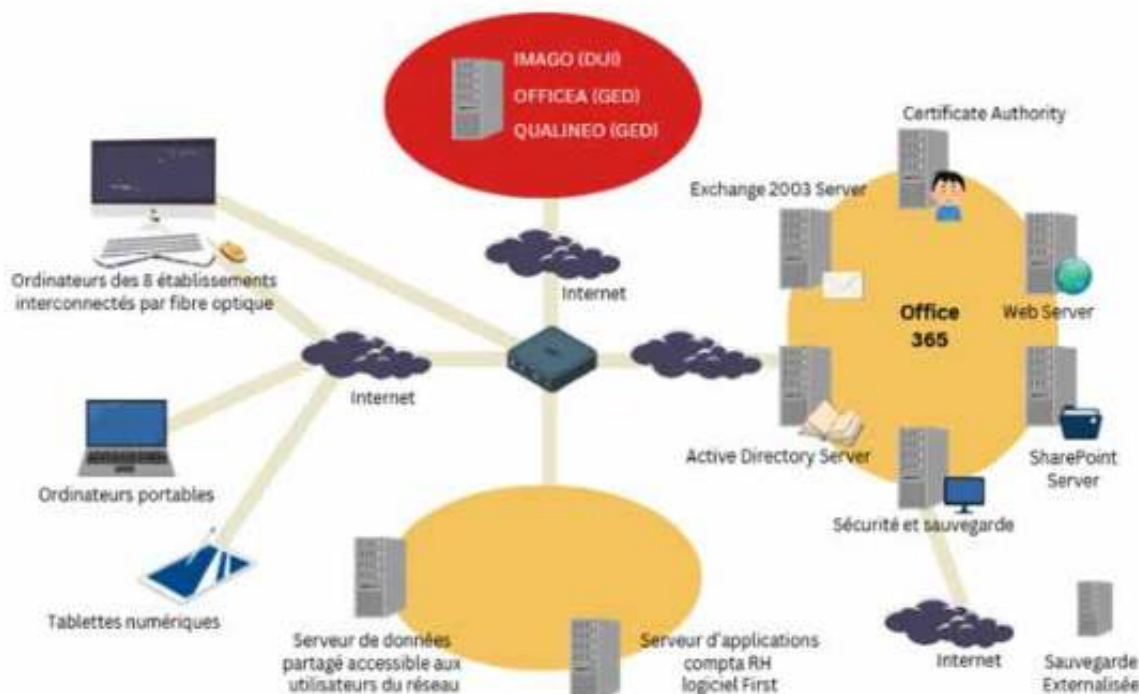 IMAGO (DUI)
OFFICEA (GED)
QUALINEO (GED)
Certificate Authority
Exchange 2003 Server
Ordinateurs des 8 établissements
interconnectés par fibre optique
Internet
Office
365
Web Server
Internet
Ordinateurs portables
Active Directory Server
SharePoint
Server
Sécurité et sauvegarde
Tablettes numériques
Serveur de données
partagé accessible aux
utilisateurs du réseau
Serveur d'applications
compta RH
logiciel First
Internet
Sauvegarde
Externalisée